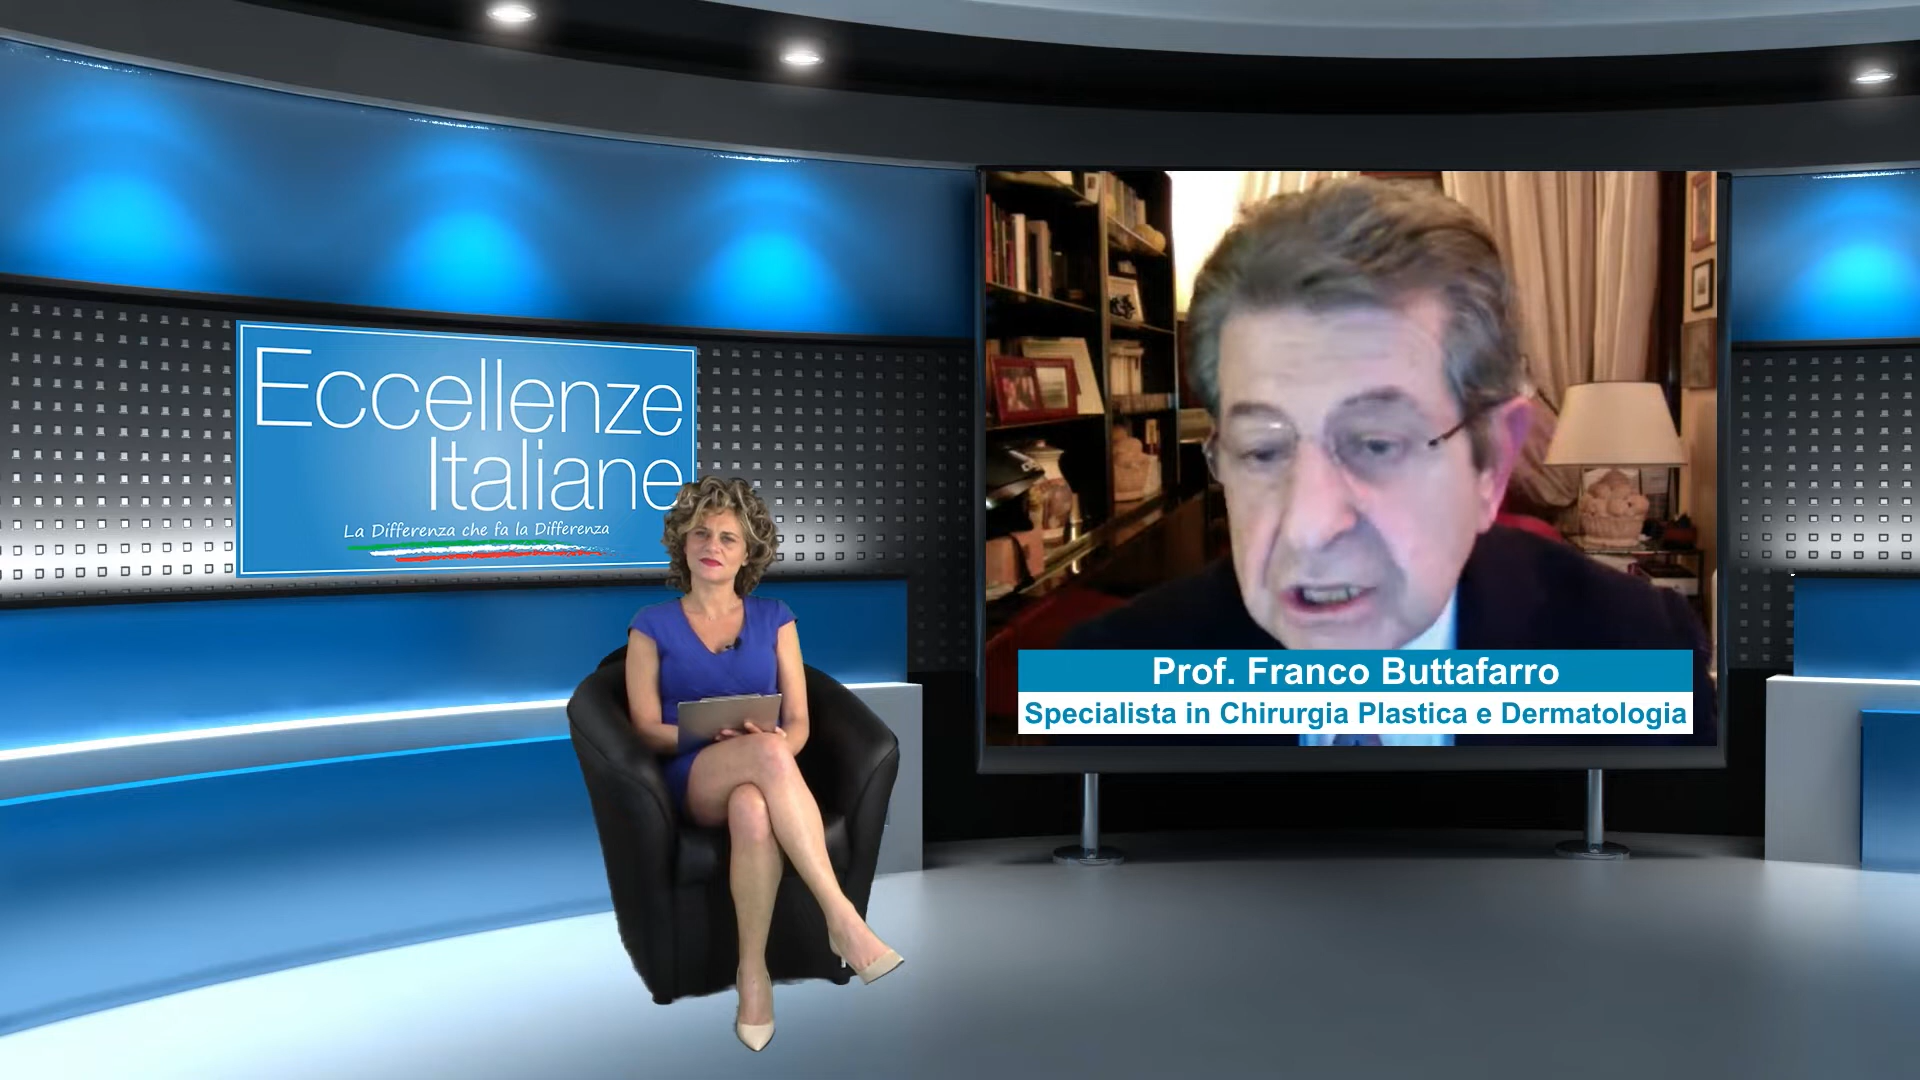 Eccellenze
Italiane
La Differenza che fa la Differenza
Prof. Franco Buttafarro
Specialista in Chirurgia Plastica e Dermatologia